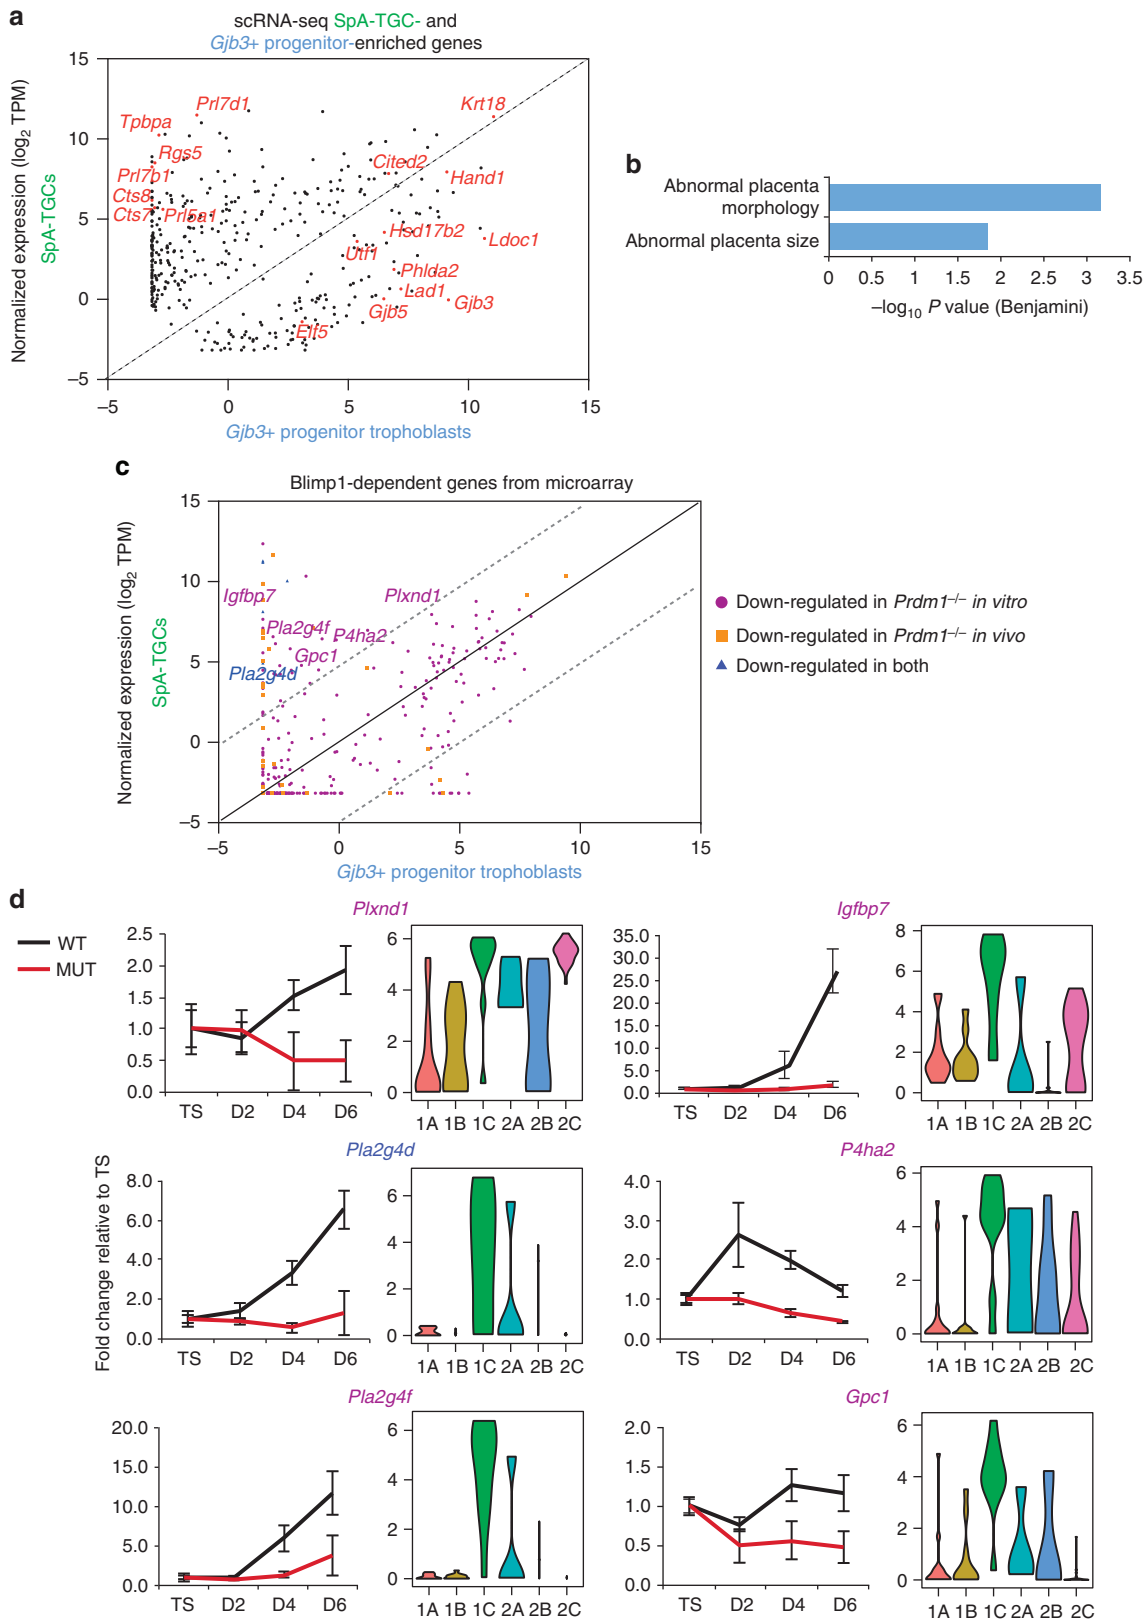 a
scRNA-seq SpA-TGC- and
Gjb3+ progenitor-enriched genes
Normalized expression (log2 TPM)
SpA-TGCs
15
10
5
0
–5
–5 0 5 10 15
Gjb3+ progenitor trophoblasts
Prl7d1
Tpbpa
Rgs5
Prl7b1
Cts8
Cts7
Prl5a1
Krt18
Cited2
Hand1
Hsd17b2
Ldoc1
Utf1
Phlda2
Lad1
Gjb3
Gjb5
Elf5
b
Abnormal placenta
morphology
Abnormal placenta size
0 0.5 1 1.5 2 2.5 3 3.5
–log10 P value (Benjamini)
c
Blimp1-dependent genes from microarray
Normalized expression (log2 TPM)
SpA-TGCs
15
10
5
0
–5
–5 0 5 10 15
Gjb3+ progenitor trophoblasts
Igfbp7
Plxnd1
Pla2g4f
P4ha2
Gpc1
Pla2g4d
Down-regulated in Prdm1–/– in vitro
Down-regulated in Prdm1–/– in vivo
Down-regulated in both
d
WT
MUT
Fold change relative to TS
Plxnd1
2.5
2.0
1.5
1.0
0.5
0.0
TS D2 D4 D6
6
4
2
0
1A 1B 1C 2A 2B 2C
Igfbp7
35.0
30.0
25.0
20.0
15.0
10.0
5.0
0.0
TS D2 D4 D6
8
6
4
2
0
1A 1B 1C 2A 2B 2C
Pla2g4d
8.0
6.0
4.0
2.0
0.0
TS D2 D4 D6
6
4
2
0
1A 1B 1C 2A 2B 2C
P4ha2
4.0
3.0
2.0
1.0
0.0
TS D2 D4 D6
6
4
2
0
1A 1B 1C 2A 2B 2C
Pla2g4f
20.0
15.0
10.0
5.0
0.0
TS D2 D4 D6
6
4
2
0
1A 1B 1C 2A 2B 2C
Gpc1
2.0
1.5
1.0
0.5
0.0
TS D2 D4 D6
6
4
2
0
1A 1B 1C 2A 2B 2C